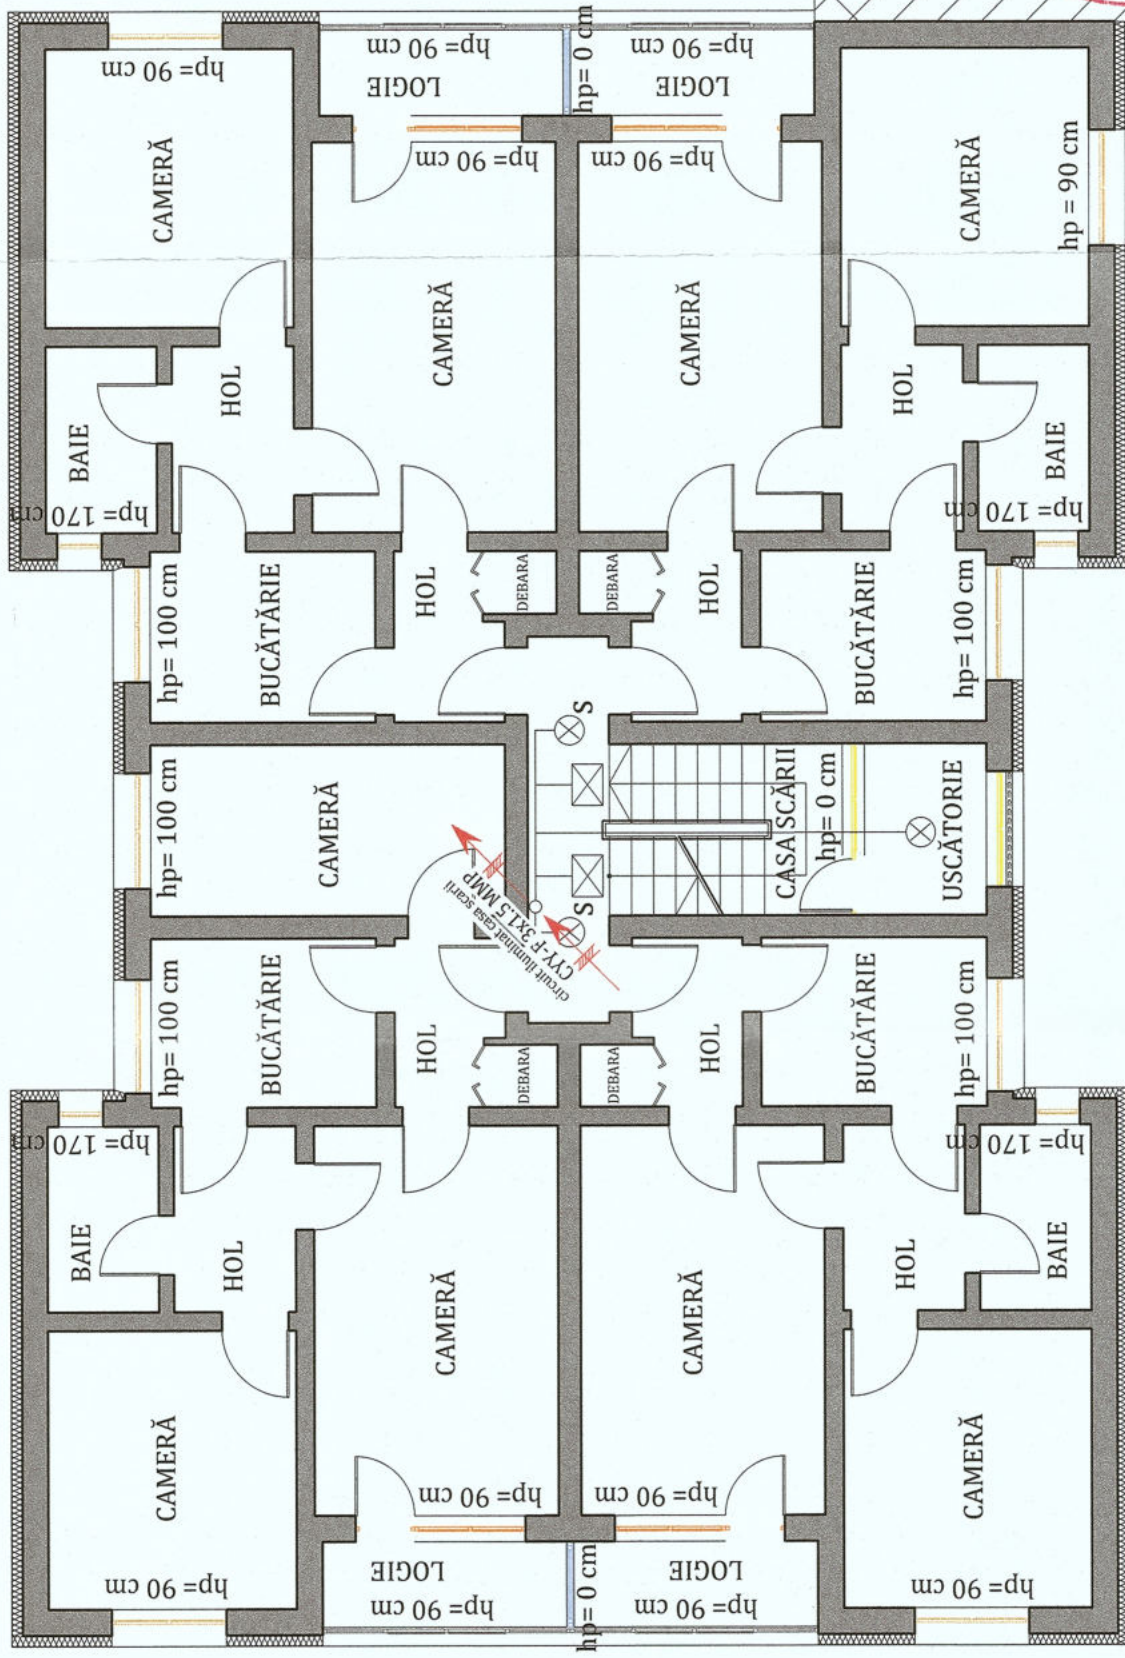 hp= 90 cm
CAMERĂ
hp= 90 cm
LOGIE
hp= 0 cm
hp= 90 cm
LOGIE
hp= 90 cm
hp= 90 cm
CAMERĂ
hp = 90 cm
CAMERĂ
CAMERĂ
BAIE
hp= 170 cm
HOL
HOL
BAIE
hp= 170 cm
hp= 100 cm
BUCĂTĂRIE
HOL
DEBARA
DEBARA
HOL
BUCĂTĂRIE
hp= 100 cm
S
hp= 100 cm
CAMERĂ
CASA SCĂRII
hp= 0 cm
USCĂTORIE
circuit iluminat casa scarii
CYY-F 3x1.5 MMP
S
hp= 100 cm
BUCĂTĂRIE
HOL
DEBARA
DEBARA
HOL
BUCĂTĂRIE
hp= 100 cm
hp= 170 cm
BAIE
HOL
HOL
hp= 170 cm
BAIE
CAMERĂ
CAMERĂ
CAMERĂ
CAMERĂ
hp= 90 cm
hp= 90 cm
hp= 90 cm
hp= 90 cm
LOGIE
hp= 90 cm
hp= 0 cm
LOGIE
hp= 90 cm